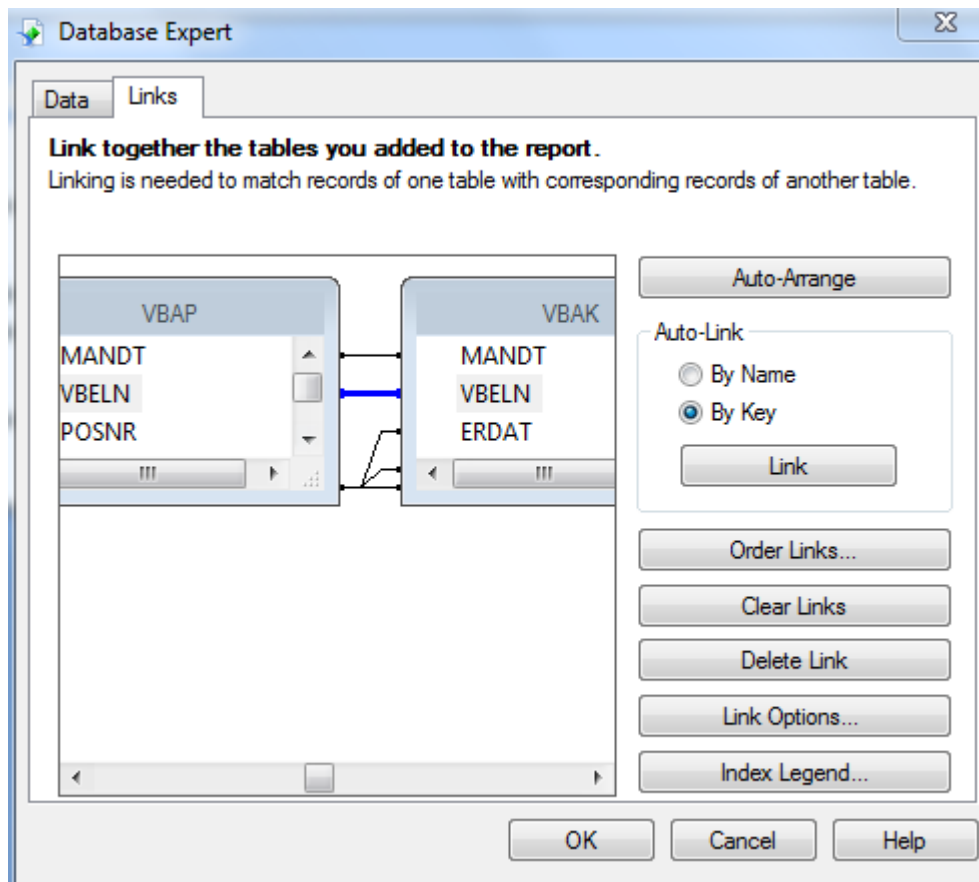 Database Expert
Data
Links
Link together the tables you added to the report.
Linking is needed to match records of one table with corresponding records of another table.
VBAP
MANDT
VBELN
POSNR
VBAK
MANDT
VBELN
ERDAT
Auto-Arrange
Auto-Link
By Name
By Key
Link
Order Links...
Clear Links
Delete Link
Link Options...
Index Legend...
OK
Cancel
Help